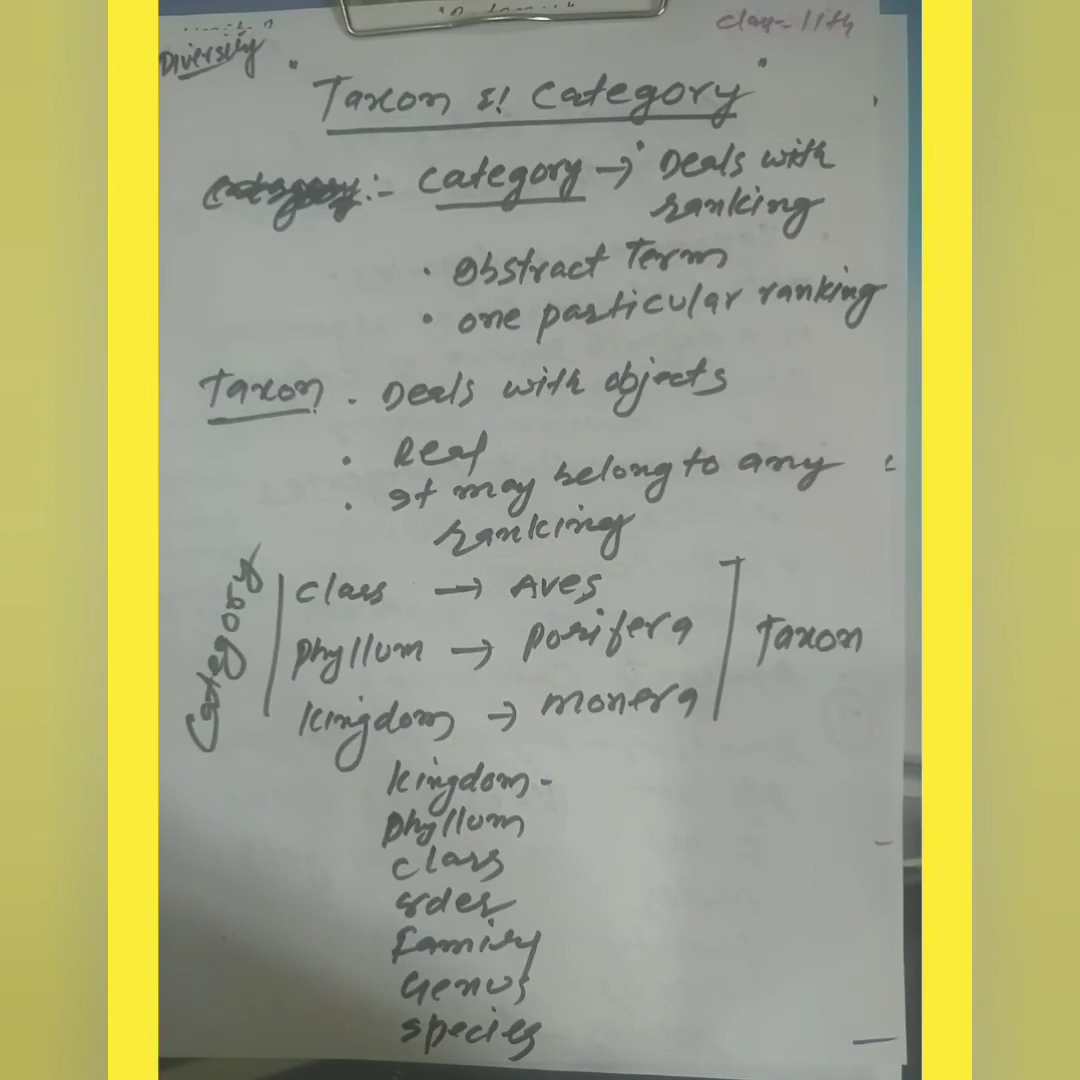 class-11th
Diversity
"Taxon &! Category"
:- Category → Deals with
ranking
• Obstract Term
• one particular ranking
Taxon . Deals with objects
. Real
. It may belong to any
ranking
Category
class → Aves
Phyllum → Porifera
Kingdom → monera
Taxon
Kingdom -
Phyllum
Class
order
Family
Genus
species